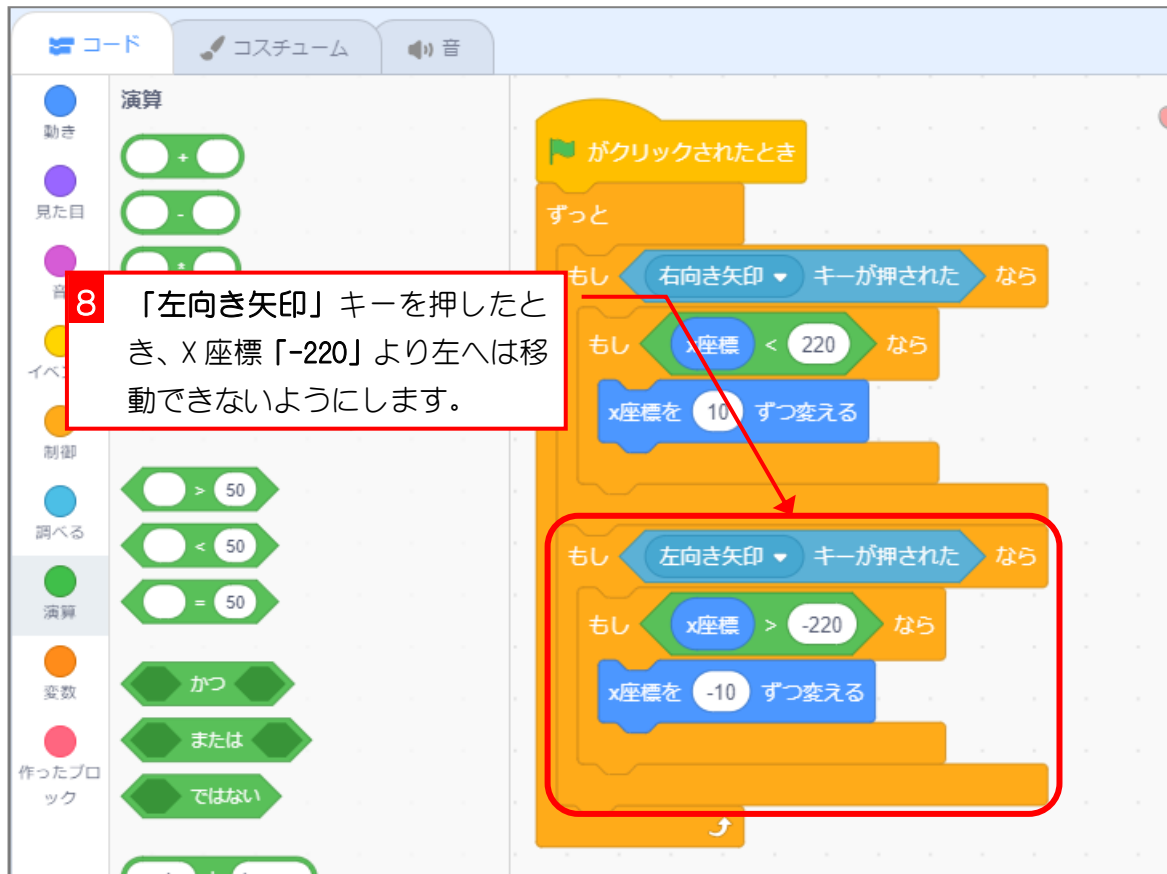 コード
コスチューム
音
動き
見た目
イベ
制御
調べる
演算
変数
作ったブロ
ック
演算
+
-
*
8 「左向き矢印」キーを押したと
き、X座標「-220」より左へは移
動できないようにします。
> 50
< 50
= 50
かつ
または
ではない
がクリックされたとき
ずっと
もし 右向き矢印 キーが押された なら
もし x座標 < 220 なら
x座標を 10 ずつ変える
もし 左向き矢印 キーが押された なら
もし x座標 > -220 なら
x座標を -10 ずつ変える